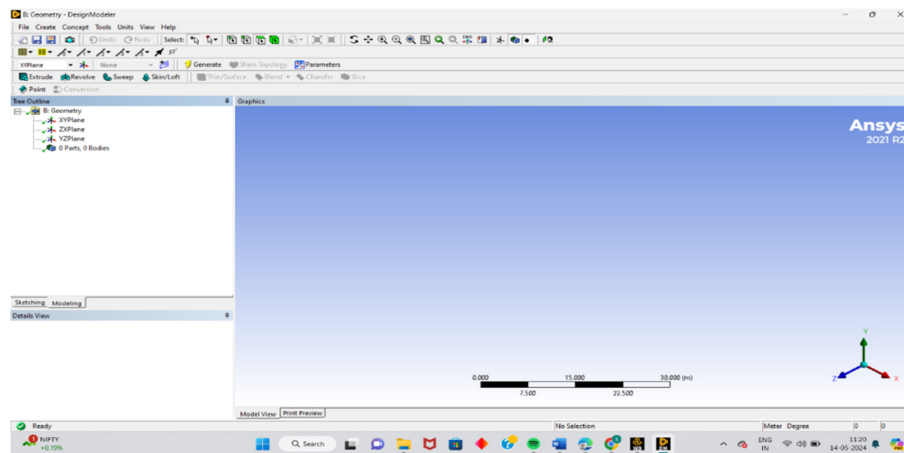 B: Geometry - DesignModeler
File Create Concept Tools Units View Help
Undo Redo Select:
XYPlane None Generate Share Topology Parameters
Extrude Revolve Sweep Skin/Loft Thin/Surface Blend Chamfer Slice
Point Conversion
Tree Outline Graphics
B: Geometry
XYPlane
ZXPlane
YZPlane
0 Parts, 0 Bodies
Ansys
2021 R2
Sketching Modeling
Details View
Y
Z X
0.000 15.000 30.000 (m)
7.500 22.500
Model View Print Preview
Ready No Selection Meter Degree 0 0
NIFTY
+0.19%
Search
ENG
IN
11:20
14-05-2024